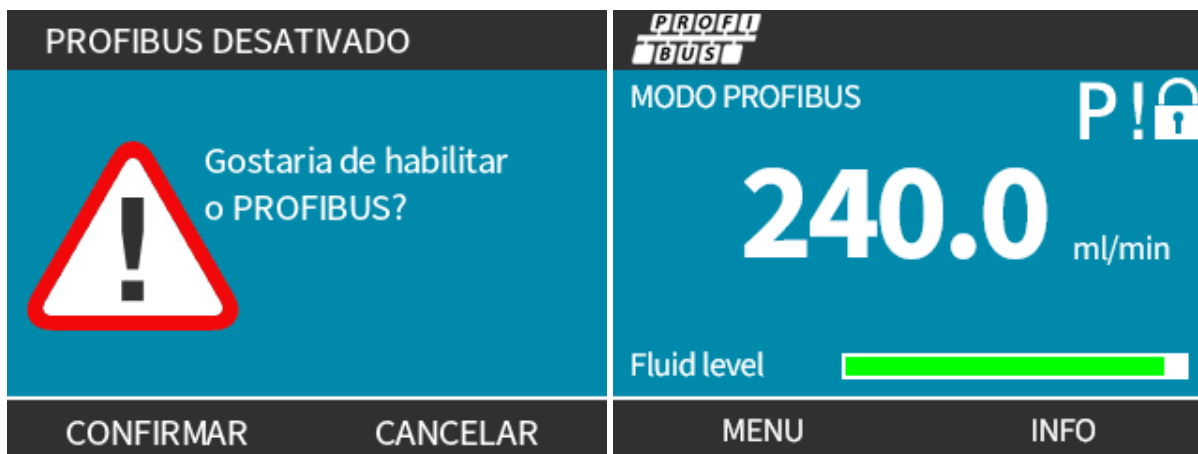 PROFIBUS DESATIVADO
Gostaria de habilitar
o PROFIBUS?
!
CONFIRMAR CANCELAR
PROFI
BUS
MODO PROFIBUS P!
240.0 ml/min
Fluid level
MENU INFO